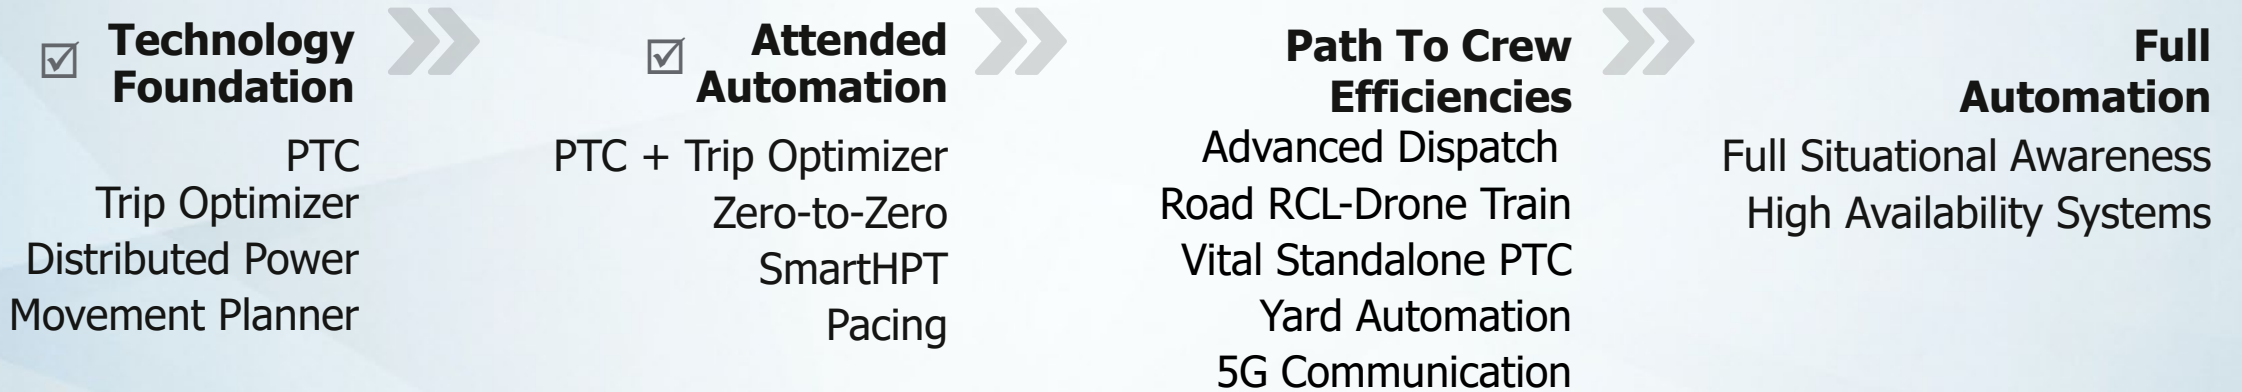 Technology
Foundation
PTC
Trip Optimizer
Distributed Power
Movement Planner
Attended
Automation
PTC + Trip Optimizer
Zero-to-Zero
SmartHPT
Pacing
Path To Crew
Efficiencies
Advanced Dispatch
Road RCL-Drone Train
Vital Standalone PTC
Yard Automation
5G Communication
Full
Automation
Full Situational Awareness
High Availability Systems